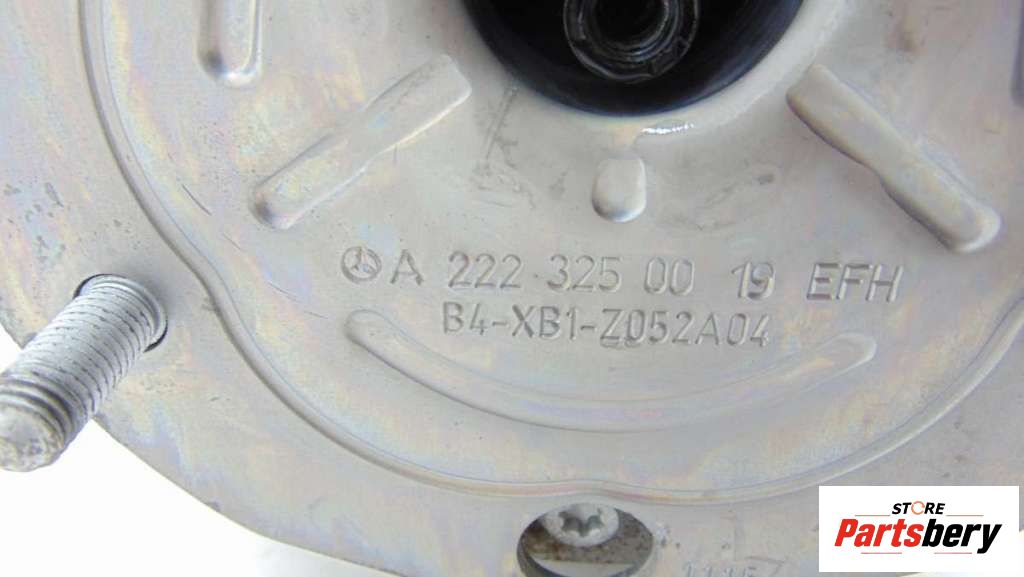 A 222 325 00 19 EFH
B4-XB1-Z052A04
STORE
Partsbery